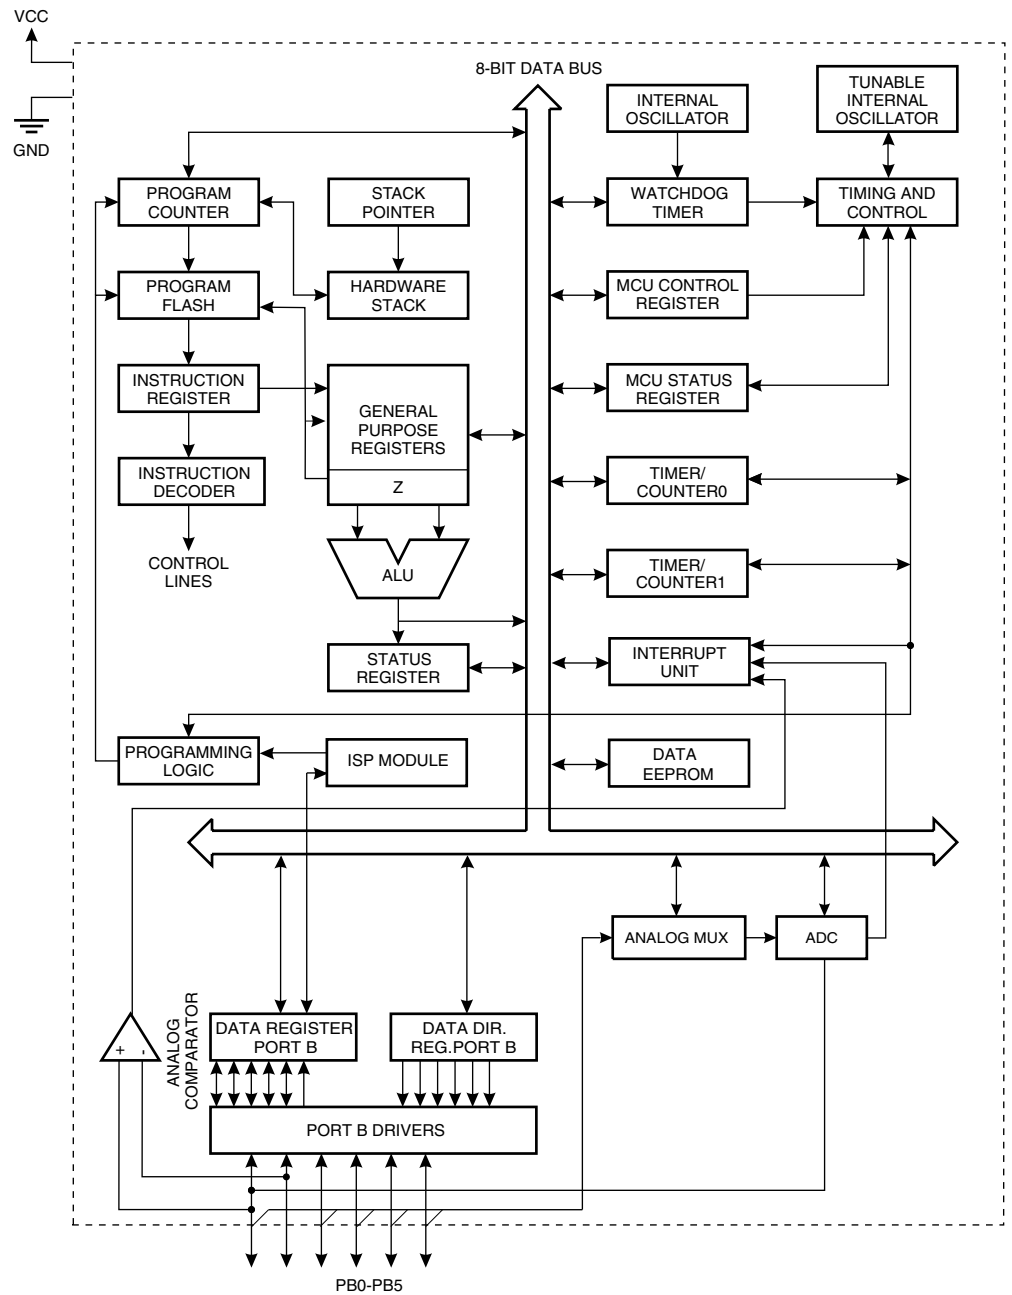 VCC
GND
8-BIT DATA BUS
INTERNAL
OSCILLATOR
TUNABLE
INTERNAL
OSCILLATOR
PROGRAM
COUNTER
STACK
POINTER
WATCHDOG
TIMER
TIMING AND
CONTROL
PROGRAM
FLASH
HARDWARE
STACK
MCU CONTROL
REGISTER
INSTRUCTION
REGISTER
GENERAL
PURPOSE
REGISTERS
Z
MCU STATUS
REGISTER
INSTRUCTION
DECODER
TIMER/
COUNTER0
CONTROL
LINES
ALU
TIMER/
COUNTER1
STATUS
REGISTER
INTERRUPT
UNIT
PROGRAMMING
LOGIC
ISP MODULE
DATA
EEPROM
ANALOG MUX
ADC
ANALOG
COMPARATOR
+ -
DATA REGISTER
PORT B
DATA DIR.
REG.PORT B
PORT B DRIVERS
PB0-PB5